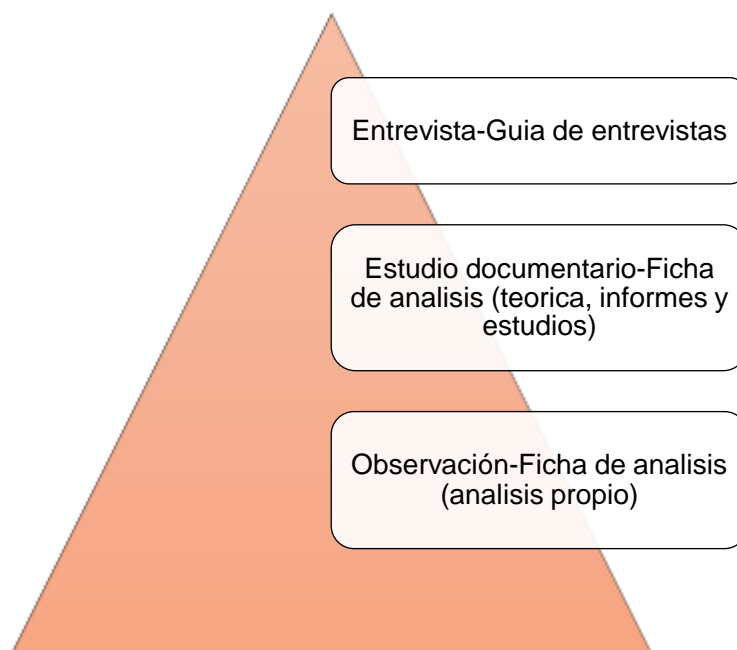 Entrevista-Guia de entrevistas
Estudio documentario-Ficha
de analisis (teorica, informes y
estudios)
Observación-Ficha de analisis
(analisis propio)